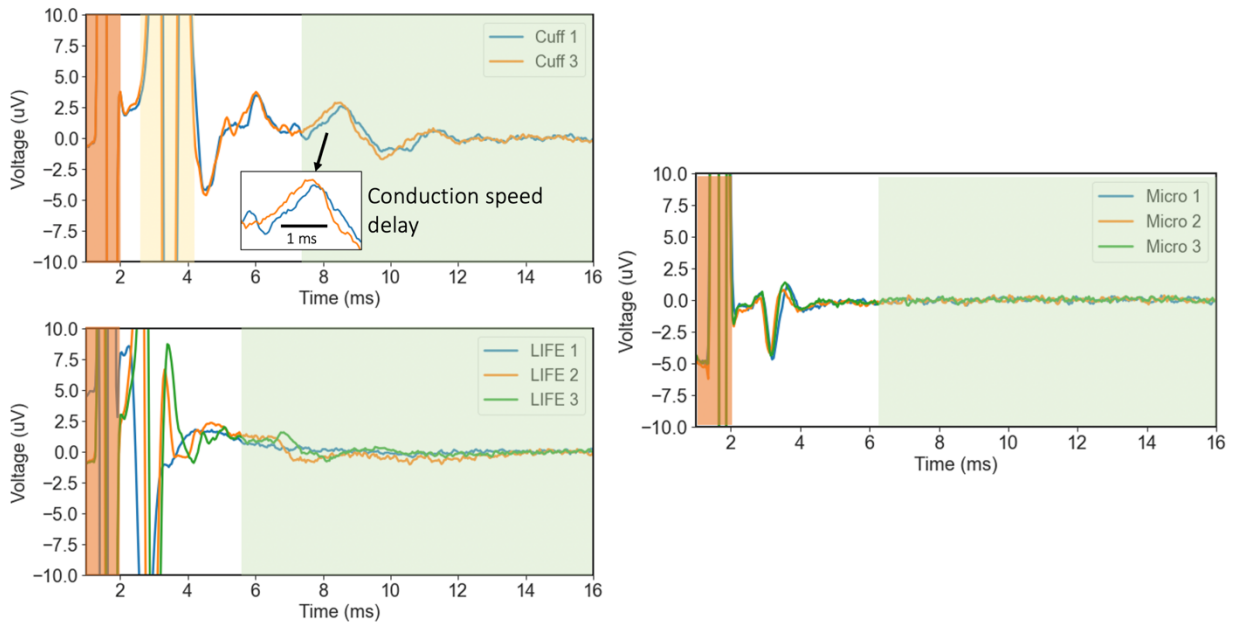 10.0
7.5
5.0
2.5
0.0
−2.5
−5.0
−7.5
−10.0
Voltage (uV)
Cuff 1
Cuff 3
1 ms
Conduction speed
delay
2 4 6 8 10 12 14 16
Time (ms)
10.0
7.5
5.0
2.5
0.0
−2.5
−5.0
−7.5
−10.0
Voltage (uV)
LIFE 1
LIFE 2
LIFE 3
2 4 6 8 10 12 14 16
Time (ms)
10.0
7.5
5.0
2.5
0.0
−2.5
−5.0
−7.5
−10.0
Voltage (uV)
Micro 1
Micro 2
Micro 3
2 4 6 8 10 12 14 16
Time (ms)